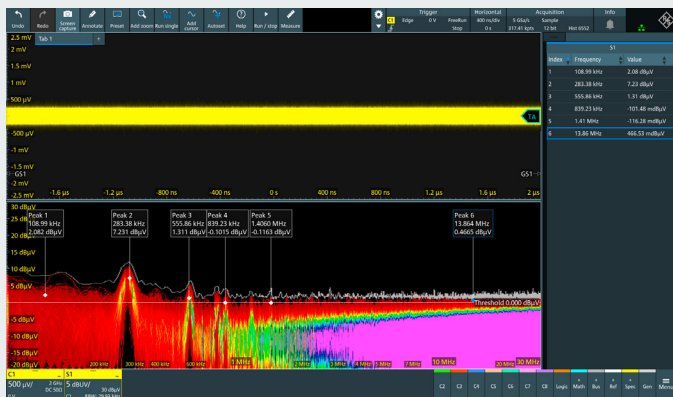 Undo
Redo
Screen capture
Annotate
Preset
Add zoom
Run single
Add cursor
Autoset
Help
Run / stop
Measure
Trigger
C1 Edge 0 V FreeRun
Stop
Horizontal
400 ns/div
0 s
Acquisition
5 GSa/s Sample
12 bit Hist 6552
Info
Tab 1 +
2.5 mV
2 mV
1.5 mV
1 mV
500 µV
-500 µV
-1 mV
-1.5 mV
-2 mV
-2.5 mV
TA
GS1
GS1
-1.6 µs -1.2 µs -800 ns -400 ns 0 s 400 ns 800 ns 1.2 µs 1.6 µs 2 µs
S1
Index Frequency Value
1 108.99 kHz 2.08 dBµV
2 283.38 kHz 7.23 dBµV
3 555.86 kHz 1.31 dBµV
4 839.23 kHz -101.48 mdBµV
5 1.41 MHz -116.28 mdBµV
6 13.86 MHz 466.53 mdBµV
30 dBµV
20 dBµV
15 dBµV
10 dBµV
5 dBµV
-5 dBµV
-10 dBµV
-15 dBµV
-20 dBµV
Peak 1
108.99 kHz
2.082 dBµV
Peak 2
283.38 kHz
7.231 dBµV
Peak 3
555.86 kHz
1.311 dBµV
Peak 4
839.23 kHz
-0.1015 dBµV
Peak 5
1.4060 MHz
-0.1163 dBµV
Peak 6
13.864 MHz
0.4665 dBµV
Threshold 0.000 dBµV
200 kHz 300 kHz 400 kHz 600 kHz 1 MHz 2 MHz 3 MHz 4 MHz 5 MHz 7 MHz 10 MHz 20 MHz 30 MHz
C1
500 µV/ 2 GHz
DC 50Ω
0 V
S1
5 dBµV/
30 dBµV
C2 C3 C4 C5 C6 C7 C8 Logic Math Bus Ref Spec Gen Menu